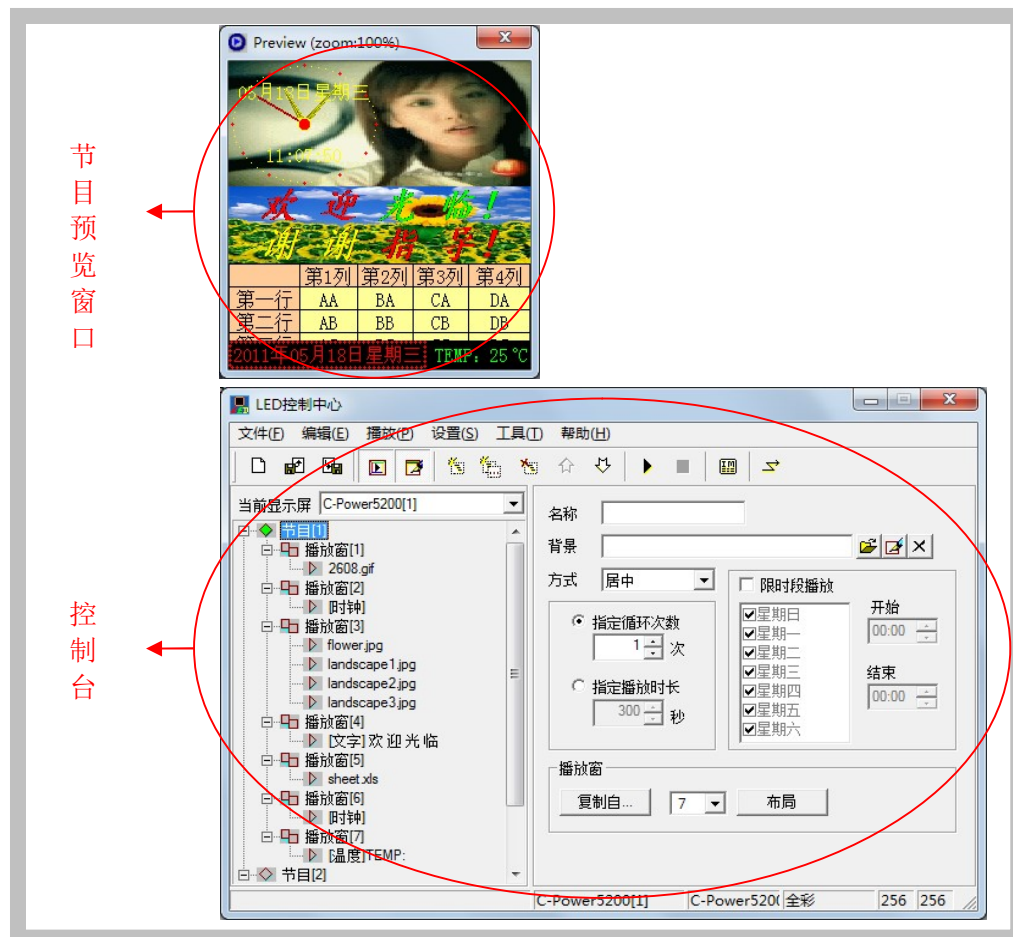 Preview (zoom:100%)
05月18日星期三
11:07:50
欢迎光临!
谢谢指导!
第1列 第2列 第3列 第4列
第一行 AA BA CA DA
第二行 AB BB CB DB
2011年05月18日星期三 TEMP: 25℃
节目预览窗口
LED控制中心
文件(F) 编辑(E) 播放(P) 设置(S) 工具(T) 帮助(H)
当前显示屏 C-Power5200[1]
节目[1]
播放窗[1]
2608.gif
播放窗[2]
[时钟]
播放窗[3]
flower.jpg
landscape1.jpg
landscape2.jpg
landscape3.jpg
播放窗[4]
[文字]欢 迎 光 临
播放窗[5]
sheet.xls
播放窗[6]
[时钟]
播放窗[7]
[温度]TEMP:
节目[2]
名称
背景
方式 居中
指定循环次数
1 次
指定播放时长
300 秒
限时段播放
星期日
星期一
星期二
星期三
星期四
星期五
星期六
开始
00:00
结束
00:00
播放窗
复制自... 7 布局
C-Power5200[1] C-Power520( 全彩 256 256
控制台